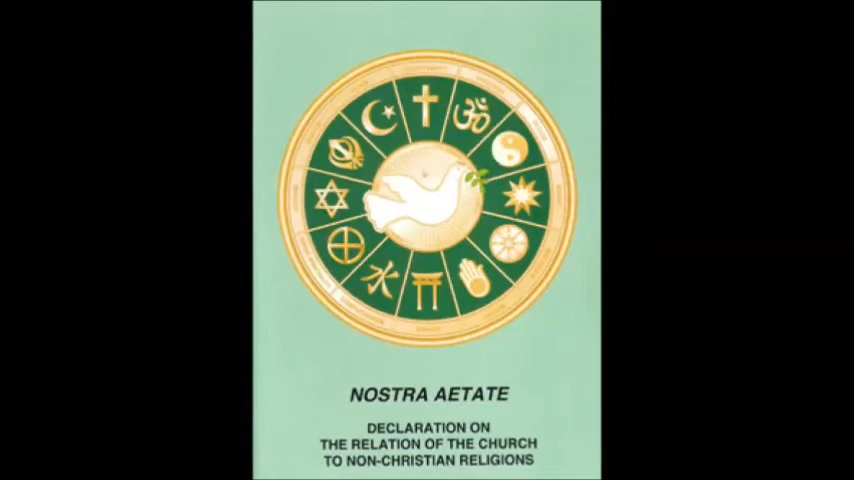 NOSTRA AETATE
DECLARATION ON
THE RELATION OF THE CHURCH
TO NON-CHRISTIAN RELIGIONS